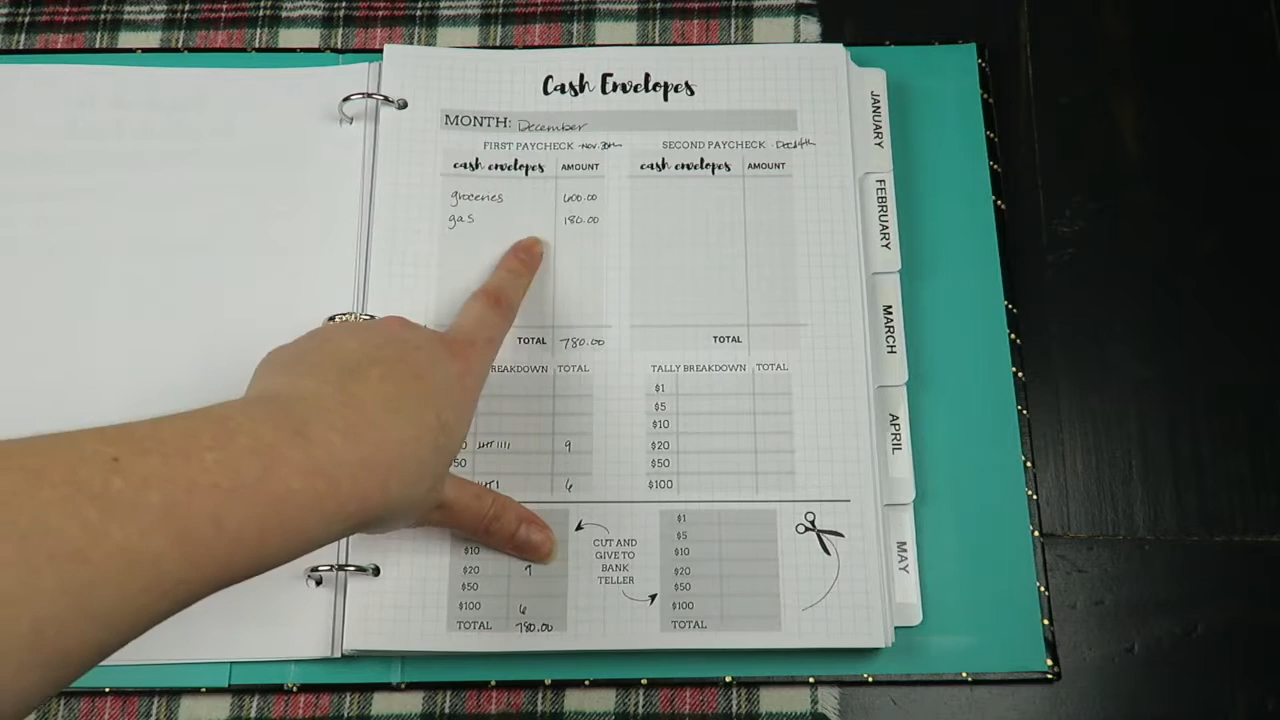 Cash Envelopes
MONTH: December
FIRST PAYCHECK -Nov. 30th
cash envelopes AMOUNT
groceries 600.00
gas 180.00
TOTAL 780.00
REAKDOWN TOTAL
0 9
$50
6
$10
$20 9
$50
$100 6
TOTAL 780.00
SECOND PAYCHECK - Dec 14th
cash envelopes AMOUNT
TOTAL
TALLY BREAKDOWN TOTAL
$1
$5
$10
$20
$50
$100
CUT AND
GIVE TO
BANK
TELLER
$1
$5
$10
$20
$50
$100
TOTAL
JANUARY
FEBRUARY
MARCH
APRIL
MAY